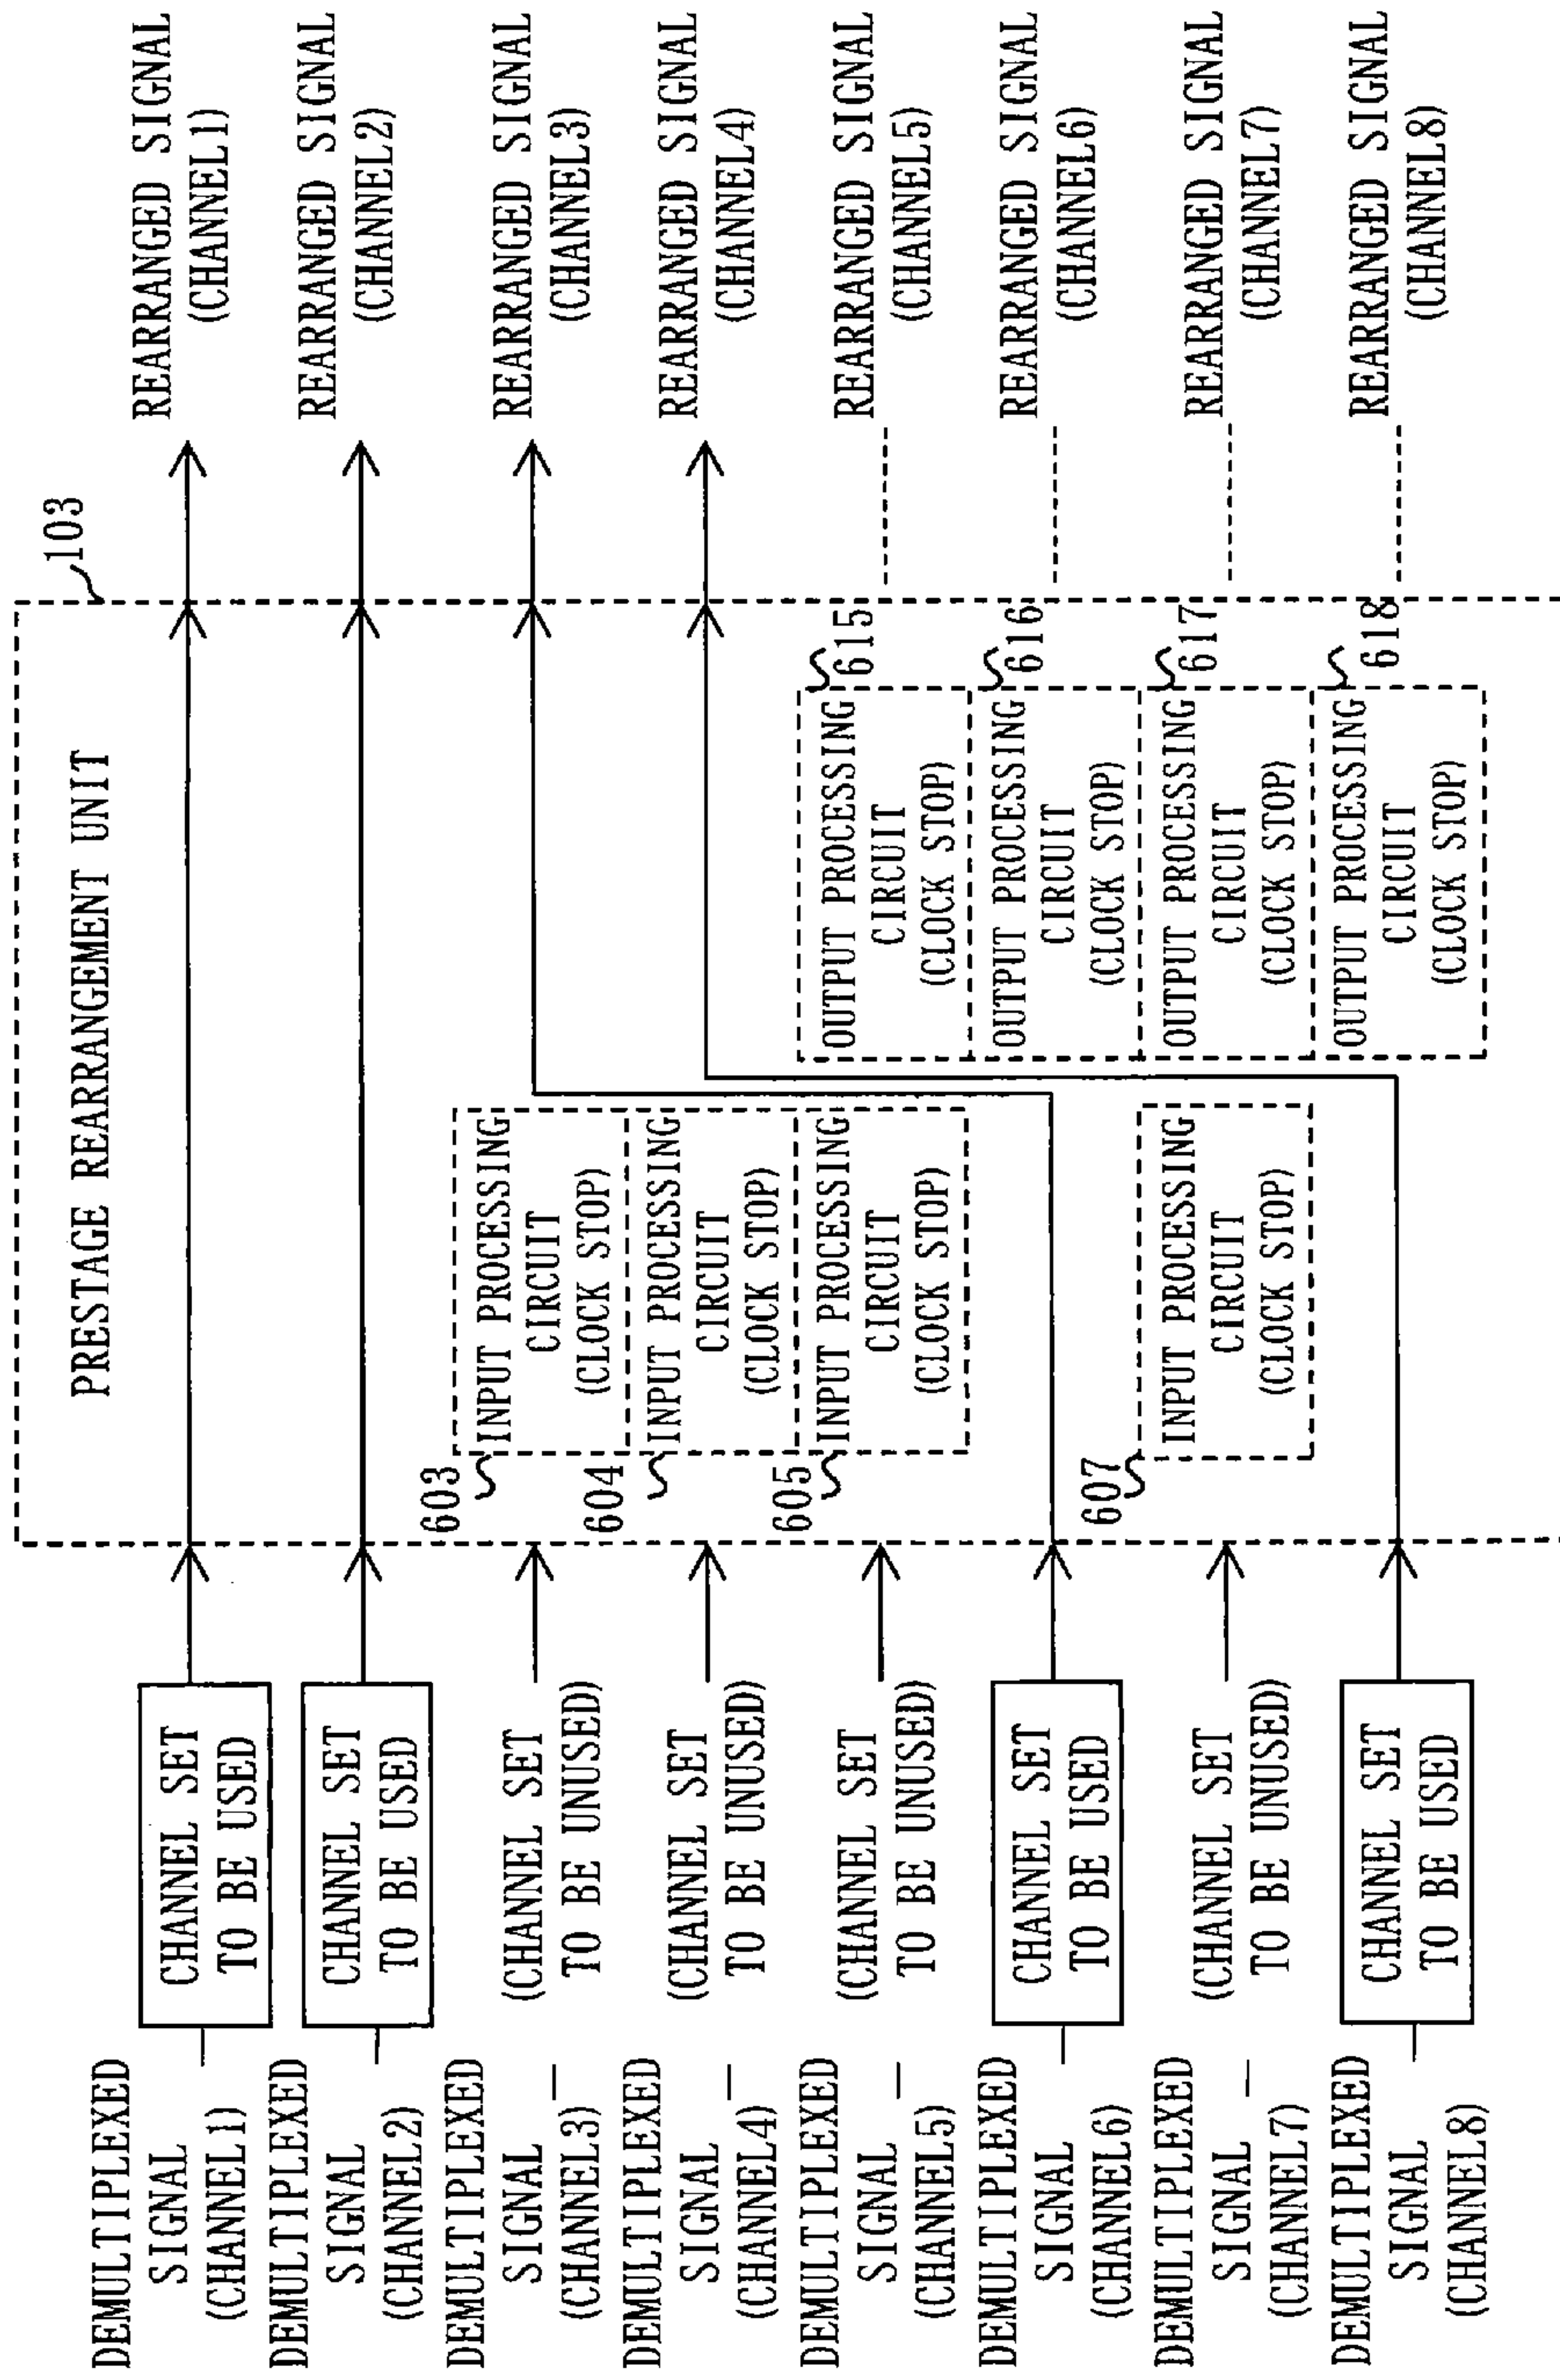 DEMULTIPLEXED
SIGNAL
(CHANNEL1)
DEMULTIPLEXED
SIGNAL
(CHANNEL2)
DEMULTIPLEXED
SIGNAL
(CHANNEL3)
DEMULTIPLEXED
SIGNAL
(CHANNEL4)
DEMULTIPLEXED
SIGNAL
(CHANNEL5)
DEMULTIPLEXED
SIGNAL
(CHANNEL6)
DEMULTIPLEXED
SIGNAL
(CHANNEL7)
DEMULTIPLEXED
SIGNAL
(CHANNEL8)
CHANNEL SET
TO BE USED
CHANNEL SET
TO BE USED
(CHANNEL SET
TO BE UNUSED)
(CHANNEL SET
TO BE UNUSED)
(CHANNEL SET
TO BE UNUSED)
CHANNEL SET
TO BE USED
(CHANNEL SET
TO BE UNUSED)
CHANNEL SET
TO BE USED
PRESTAGE REARRANGEMENT UNIT
103
603
INPUT PROCESSING
CIRCUIT
(CLOCK STOP)
604
INPUT PROCESSING
CIRCUIT
(CLOCK STOP)
605
INPUT PROCESSING
CIRCUIT
(CLOCK STOP)
607
INPUT PROCESSING
CIRCUIT
(CLOCK STOP)
OUTPUT PROCESSING
CIRCUIT
(CLOCK STOP)
615
OUTPUT PROCESSING
CIRCUIT
(CLOCK STOP)
616
OUTPUT PROCESSING
CIRCUIT
(CLOCK STOP)
617
OUTPUT PROCESSING
CIRCUIT
(CLOCK STOP)
618
REARRANGED SIGNAL
(CHANNEL1)
REARRANGED SIGNAL
(CHANNEL2)
REARRANGED SIGNAL
(CHANNEL3)
REARRANGED SIGNAL
(CHANNEL4)
REARRANGED SIGNAL
(CHANNEL5)
REARRANGED SIGNAL
(CHANNEL6)
REARRANGED SIGNAL
(CHANNEL7)
REARRANGED SIGNAL
(CHANNEL8)